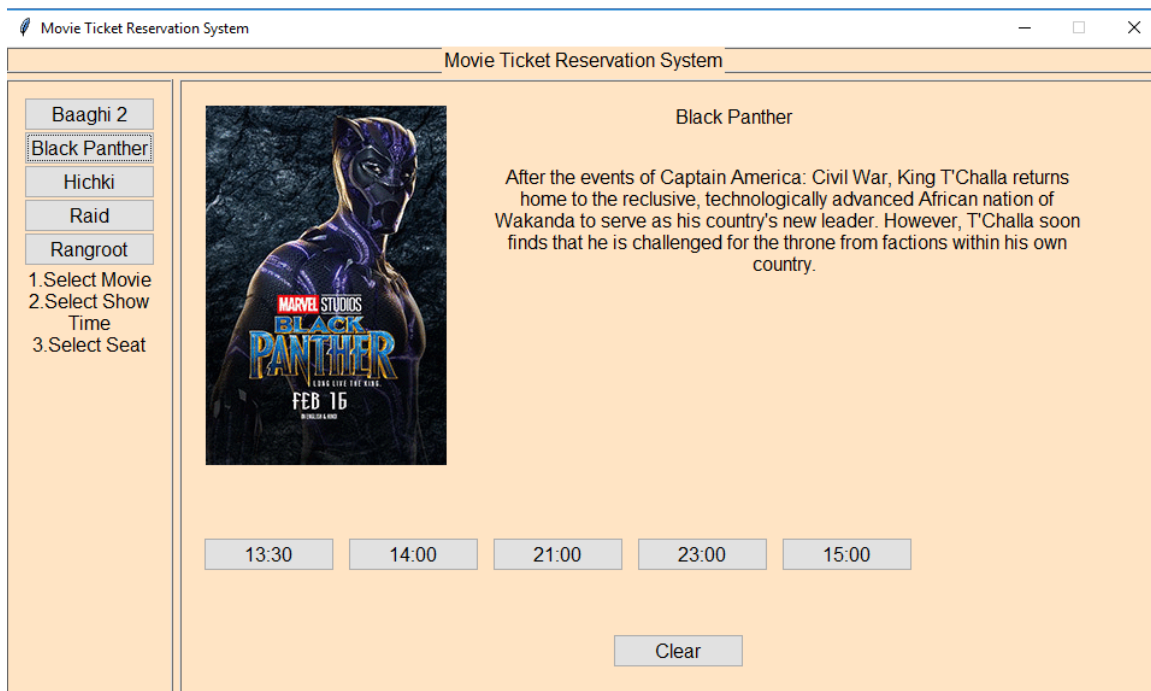 Movie Ticket Reservation System
Movie Ticket Reservation System
Baaghi 2
Black Panther
Hichki
Raid
Rangroot
1.Select Movie
2.Select Show
Time
3.Select Seat
MARVEL STUDIOS
BLACK
PANTHER
LONG LIVE THE KING.
FEB 16
IN ENGLISH & HINDI
Black Panther
After the events of Captain America: Civil War, King T'Challa returns
home to the reclusive, technologically advanced African nation of
Wakanda to serve as his country's new leader. However, T'Challa soon
finds that he is challenged for the throne from factions within his own
country.
13:30 14:00 21:00 23:00 15:00
Clear